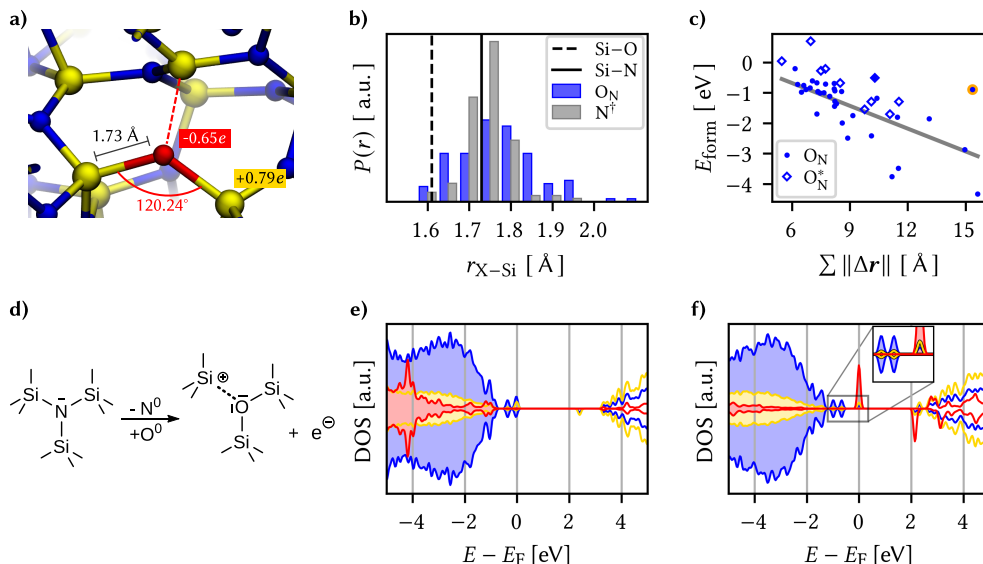 a)
1.73 Å
-0.65e
+0.79e
120.24°
b)
P(r) [a.u.]
Si−O
Si−N
O_N
N†
1.6 1.7 1.8 1.9 2.0
r_X−Si [Å]
c)
E_form [eV]
0
−1
−2
−3
−4
O_N
O*_N
6 9 12 15
∑ ||Δr|| [Å]
d)
Si Si
N
Si
- N⁰
+O⁰
Si ⊕ Si
|O
Si
+ e⊖
e)
DOS [a.u.]
−4 −2 0 2 4
E − E_F [eV]
f)
DOS [a.u.]
−4 −2 0 2 4
E − E_F [eV]